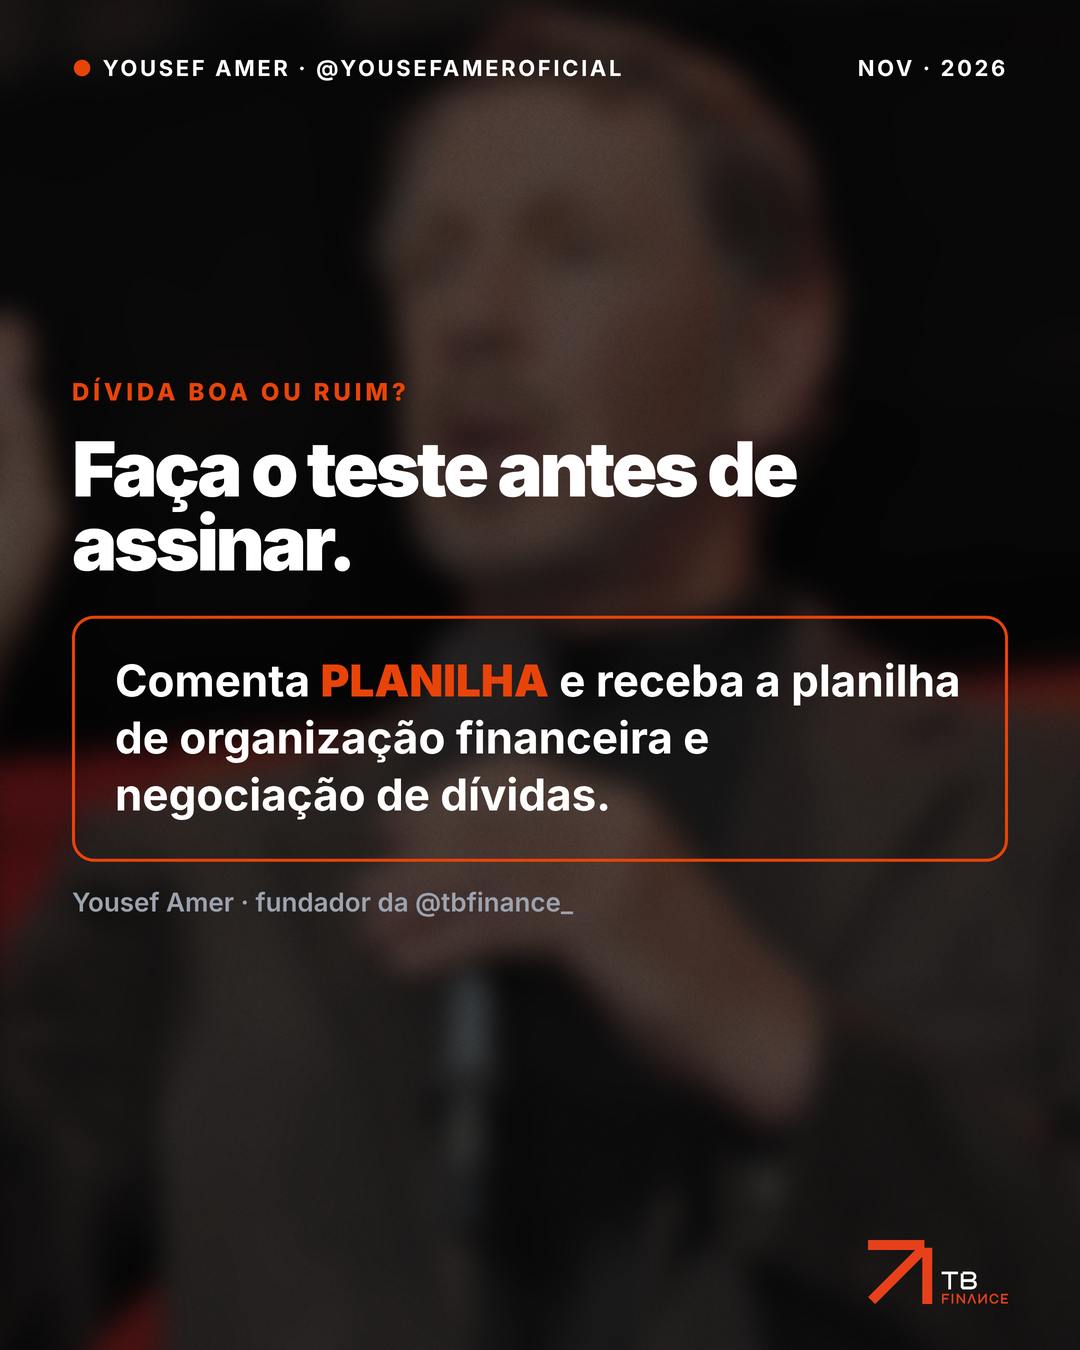 YOUSEF AMER · @YOUSEFAMEROFICIAL
NOV · 2026
DÍVIDA BOA OU RUIM?
Faça o teste antes de
assinar.
Comenta PLANILHA e receba a planilha
de organização financeira e
negociação de dívidas.
Yousef Amer · fundador da @tbfinance_
TB
FINANCE